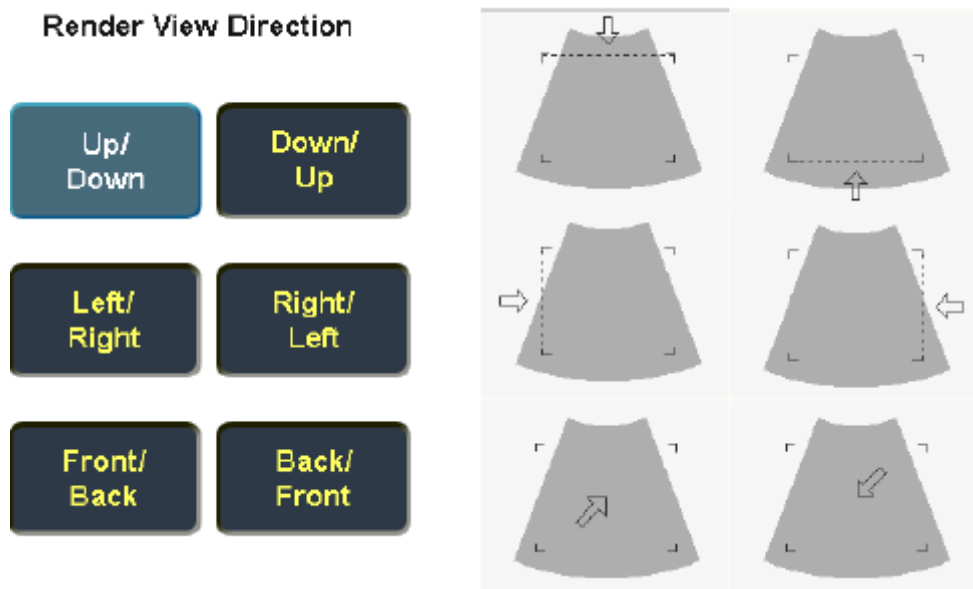 Render View Direction
Up/
Down
Down/
Up
Left/
Right
Right/
Left
Front/
Back
Back/
Front